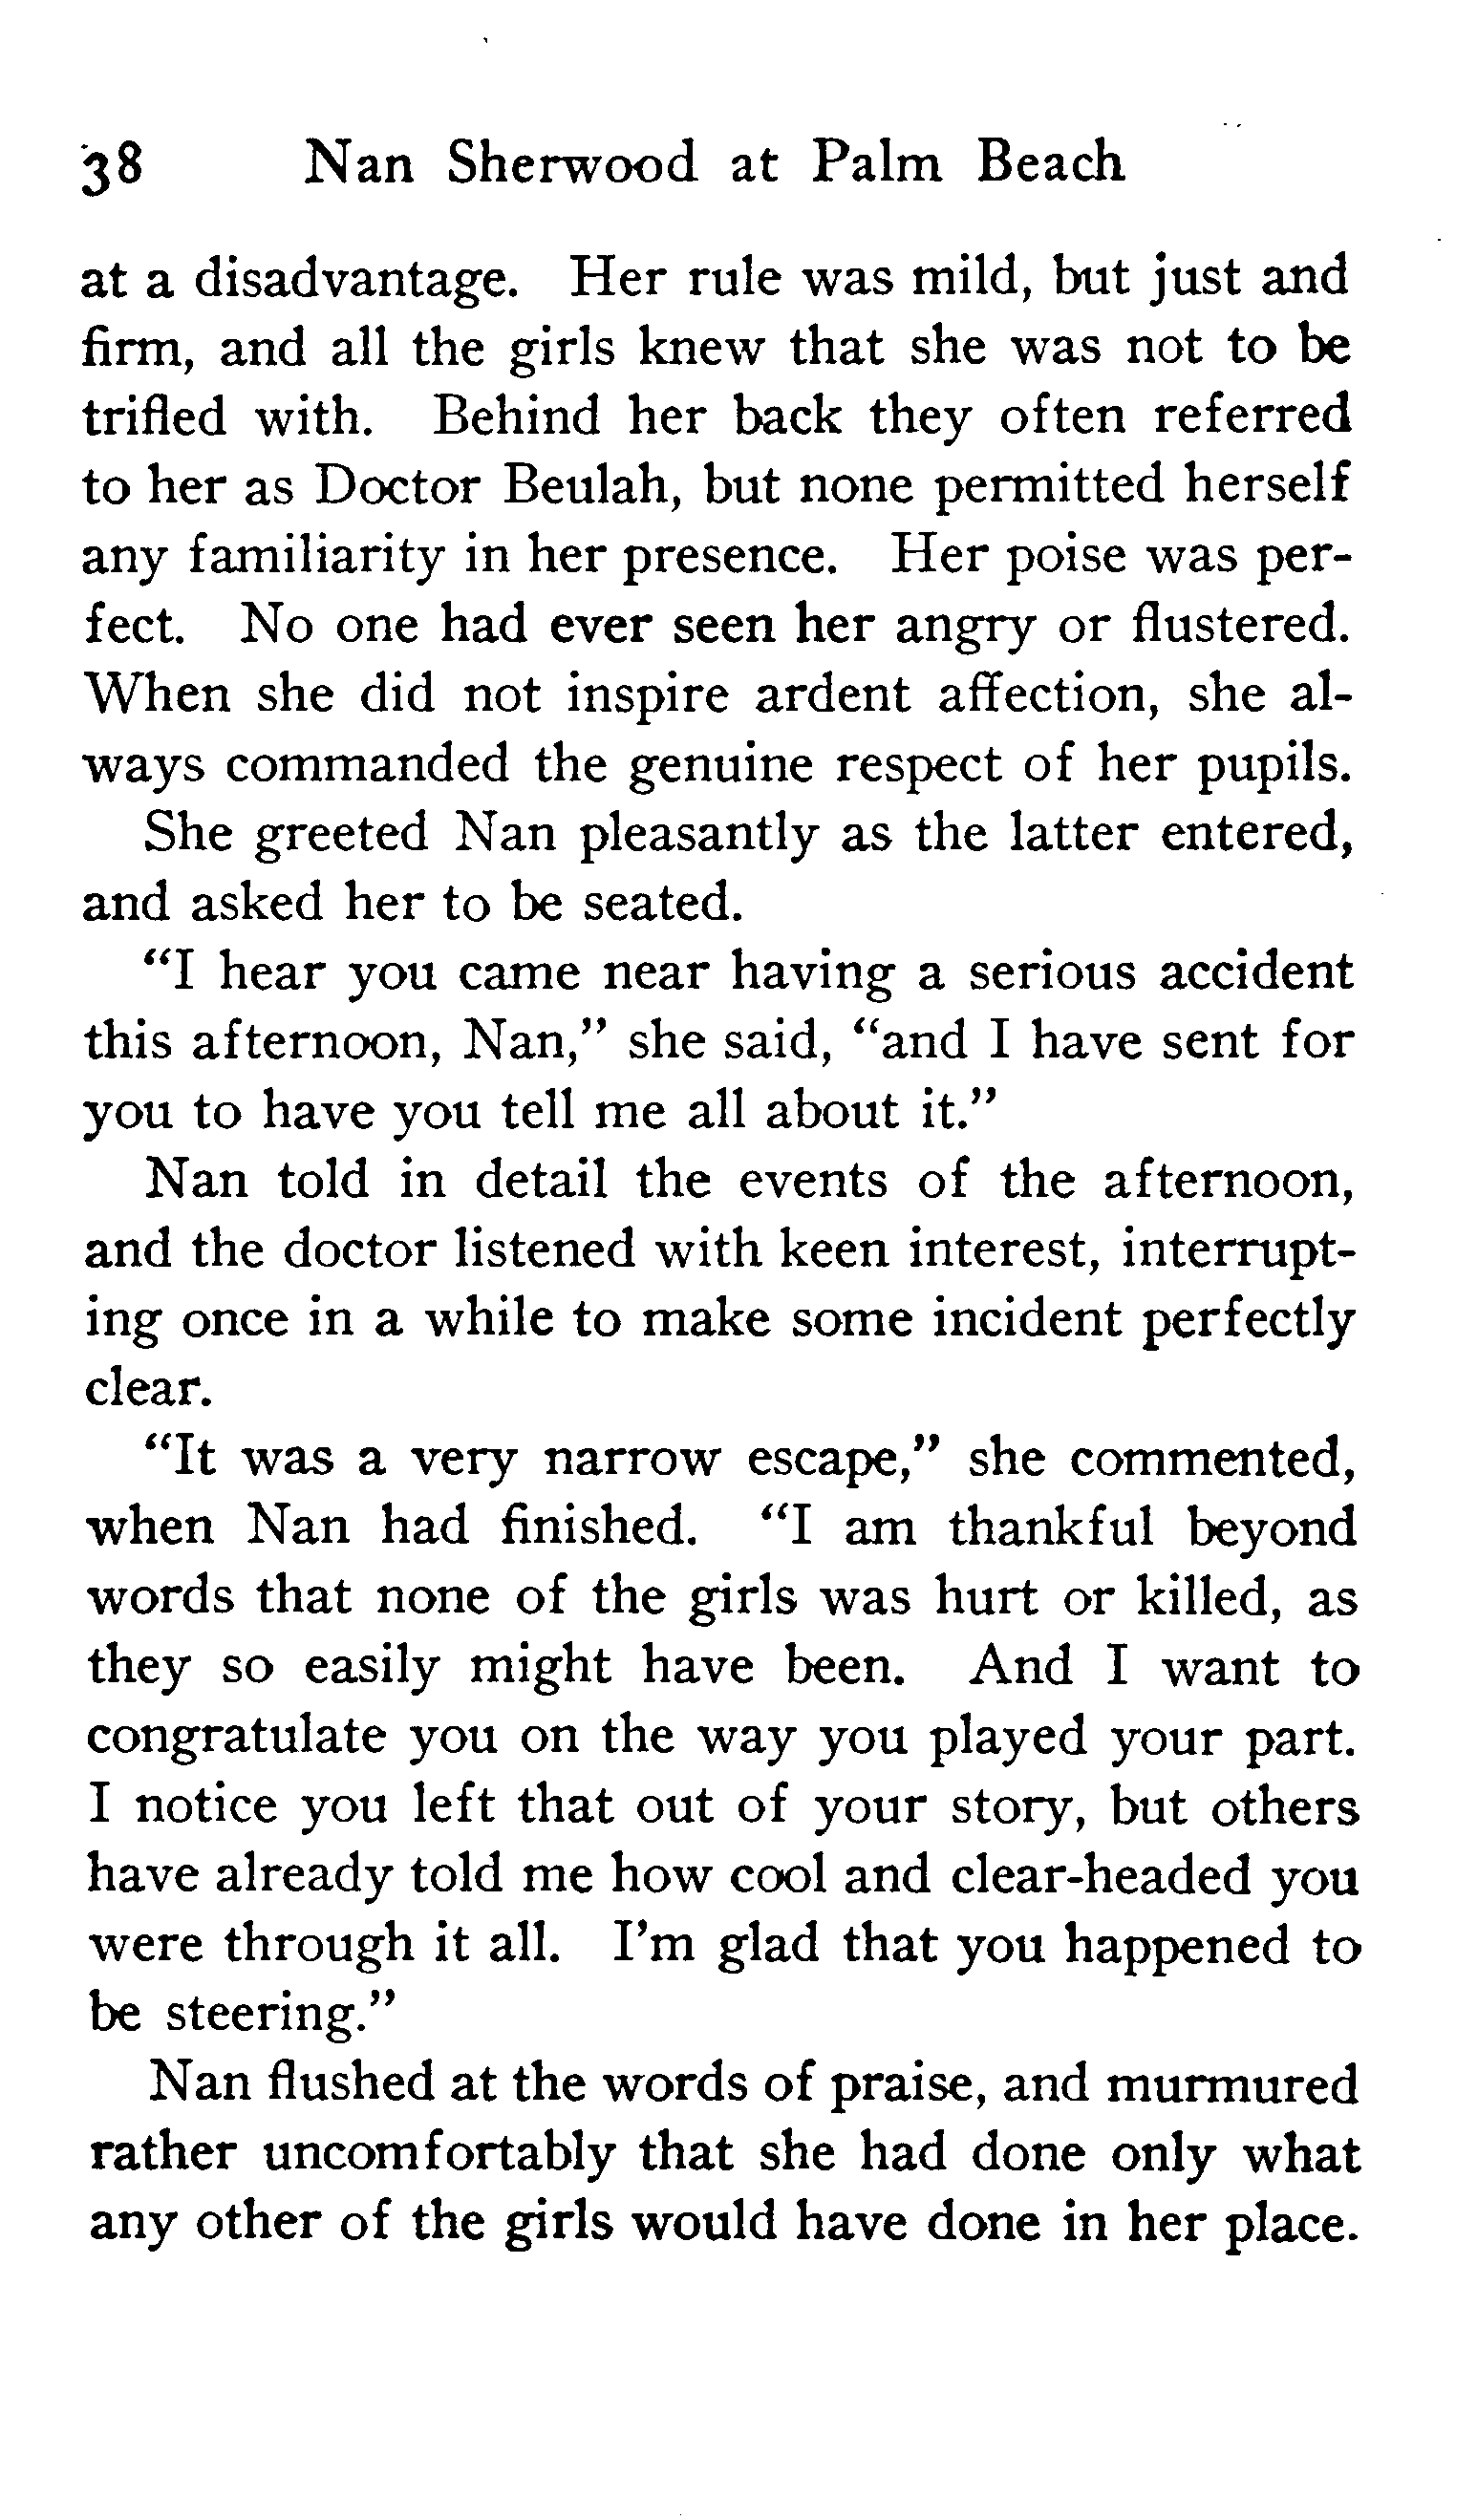 38 Nan Sherwood at Palm Beach
at a disadvantage. Her rule was mild, but just and
firm, and all the girls knew that she was not to be
trifled with. Behind her back they often referred
to her as Doctor Beulah, but none permitted herself
any familiarity in her presence. Her poise was per-
fect. No one had ever seen her angry or flustered.
When she did not inspire ardent affection, she al-
ways commanded the genuine respect of her pupils.
She greeted Nan pleasantly as the latter entered,
and asked her to be seated.
“I hear you came near having a serious accident
this afternoon, Nan,” she said, “and I have sent for
you to have you tell me all about it.”
Nan told in detail the events of the afternoon,
and the doctor listened with keen interest, interrupt-
ing once in a while to make some incident perfectly
clear.
“It was a very narrow escape,” she commented,
when Nan had finished. “I am thankful beyond
words that none of the girls was hurt or killed, as
they so easily might have been. And I want to
congratulate you on the way you played your part.
I notice you left that out of your story, but others
have already told me how cool and clear-headed you
were through it all. I’m glad that you happened to
be steering.”
Nan flushed at the words of praise, and murmured
rather uncomfortably that she had done only what
any other of the girls would have done in her place.